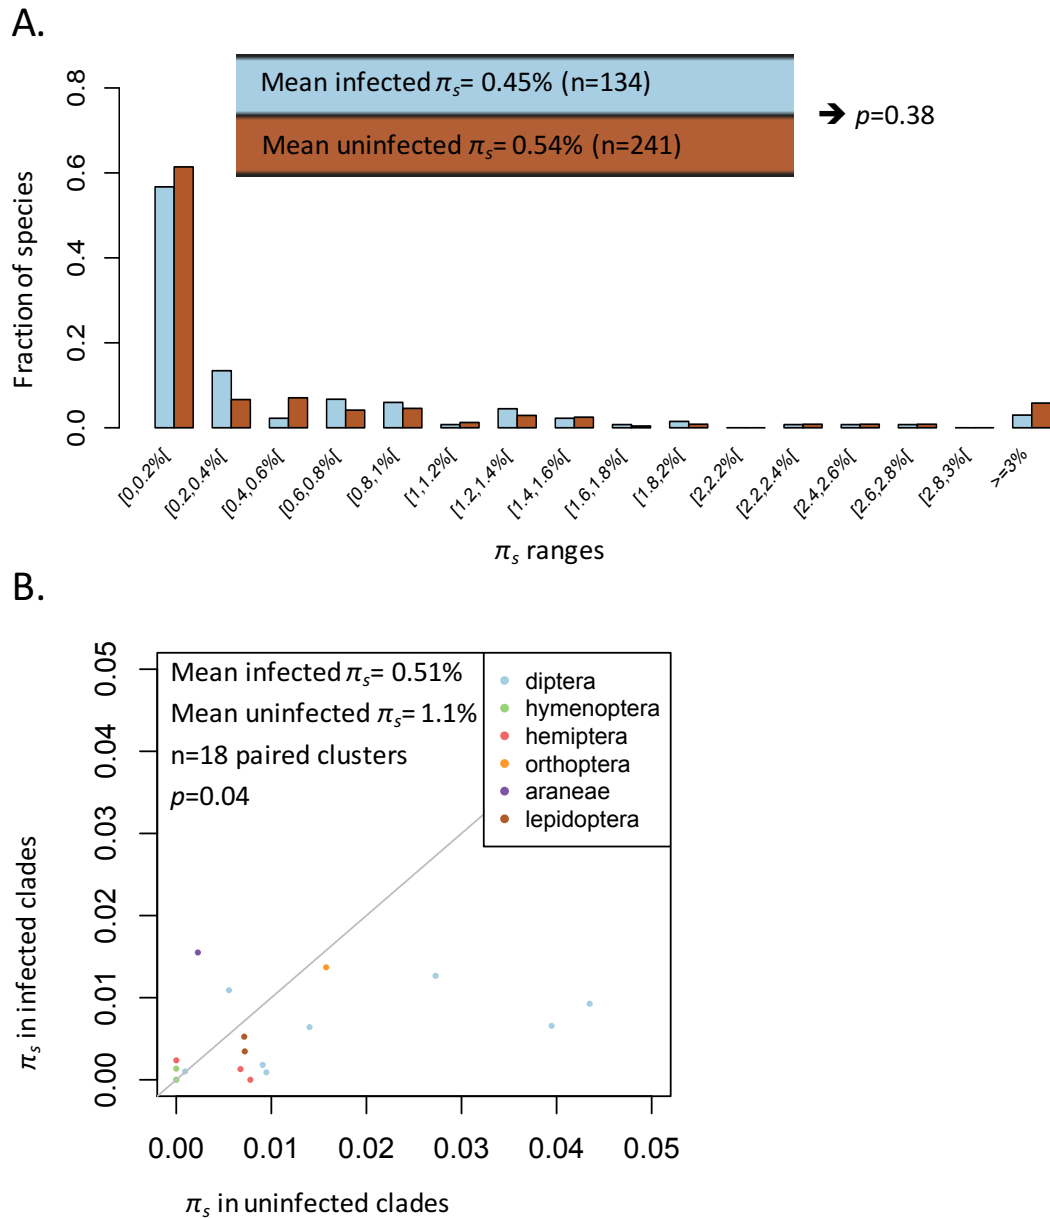 A.
Mean infected πs= 0.45% (n=134)
Mean uninfected πs= 0.54% (n=241)
➔ p=0.38
Fraction of species
0.8
0.6
0.4
0.2
0.0
[0,0.2%[
[0.2,0.4%[
[0.4,0.6%[
[0.6,0.8%[
[0.8,1%[
[1,1.2%[
[1.2,1.4%[
[1.4,1.6%[
[1.6,1.8%[
[1.8,2%[
[2,2.2%[
[2.2,2.4%[
[2.4,2.6%[
[2.6,2.8%[
[2.8,3%[
>=3%
πs ranges
B.
Mean infected πs= 0.51%
Mean uninfected πs= 1.1%
n=18 paired clusters
p=0.04
diptera
hymenoptera
hemiptera
orthoptera
araneae
lepidoptera
πs in infected clades
0.05
0.04
0.03
0.02
0.01
0.00
0.00 0.01 0.02 0.03 0.04 0.05
πs in uninfected clades